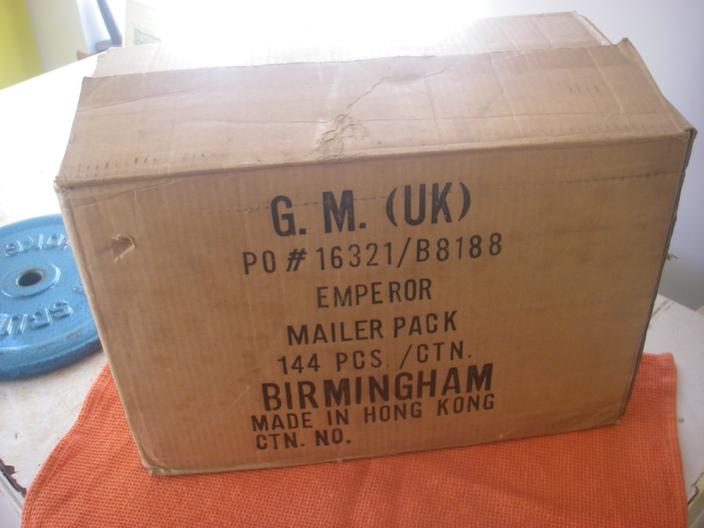 G. M. (UK)
PO # 16321/B8188
EMPEROR
MAILER PACK
144 PCS. /CTN.
BIRMINGHAM
MADE IN HONG KONG
CTN. NO.